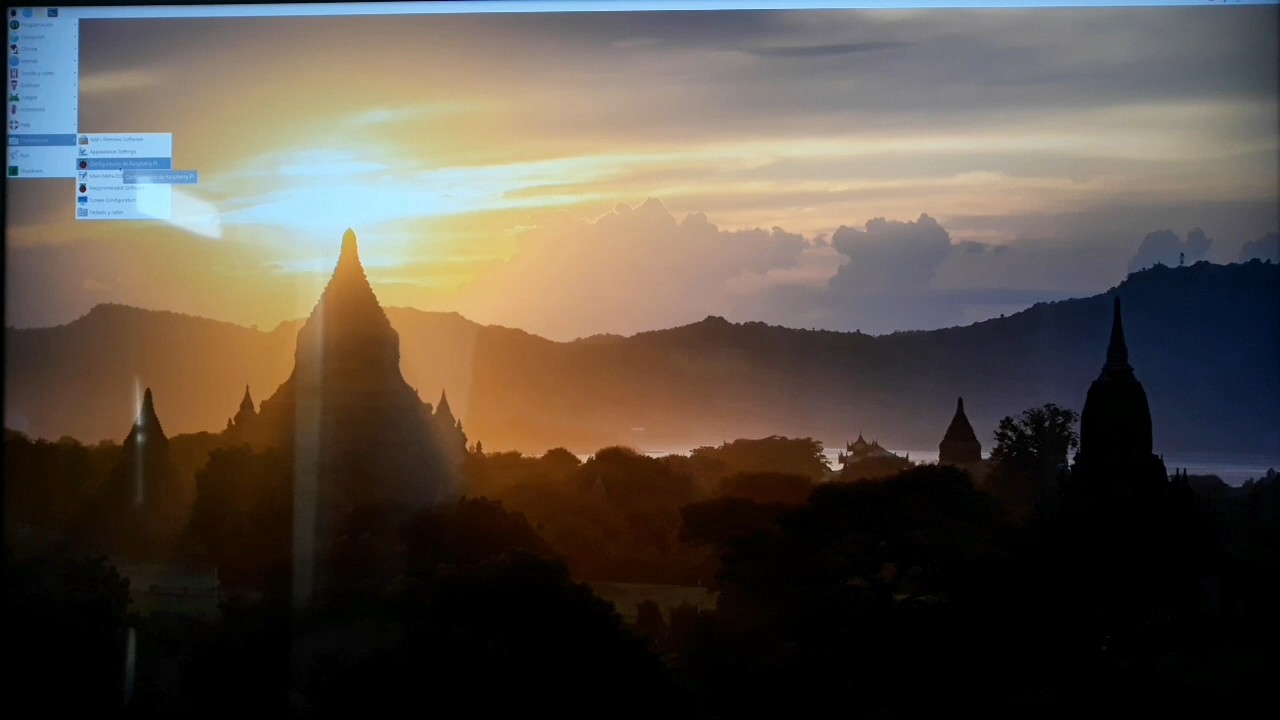 Programación
Educación
Oficina
Internet
Sonido y vídeo
Gráficos
Juegos
Accesorios
Help
Preferencias
Run...
Shutdown...
Add / Remove Software
Appearance Settings
Configuración de Raspberry Pi
Main Menu Editor
Configuración de Raspberry Pi
Recommended Software
Screen Configuration
Teclado y ratón